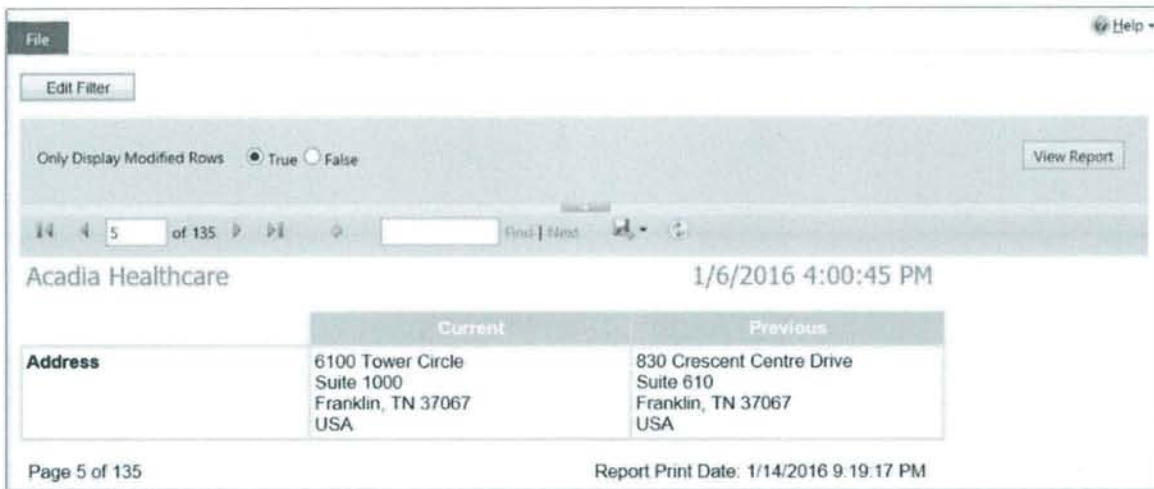 File
Help
Edit Filter
Only Display Modified Rows True False
View Report
5 of 135 Find | Next
Acadia Healthcare 1/6/2016 4:00:45 PM
Current Previous
Address 6100 Tower Circle 830 Crescent Centre Drive
Suite 1000 Suite 610
Franklin, TN 37067 Franklin, TN 37067
USA USA
Page 5 of 135 Report Print Date: 1/14/2016 9:19:17 PM